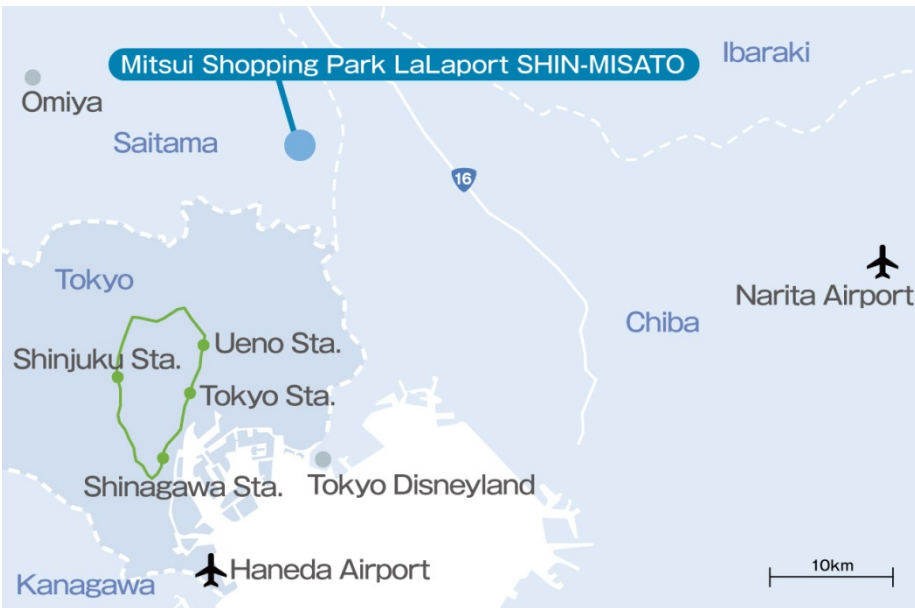 Mitsui Shopping Park LaLaport SHIN-MISATO
Ibaraki
Omiya
Saitama
16
Tokyo
Narita Airport
Chiba
Ueno Sta.
Shinjuku Sta.
Tokyo Sta.
Shinagawa Sta.
Tokyo Disneyland
Haneda Airport
10km
Kanagawa